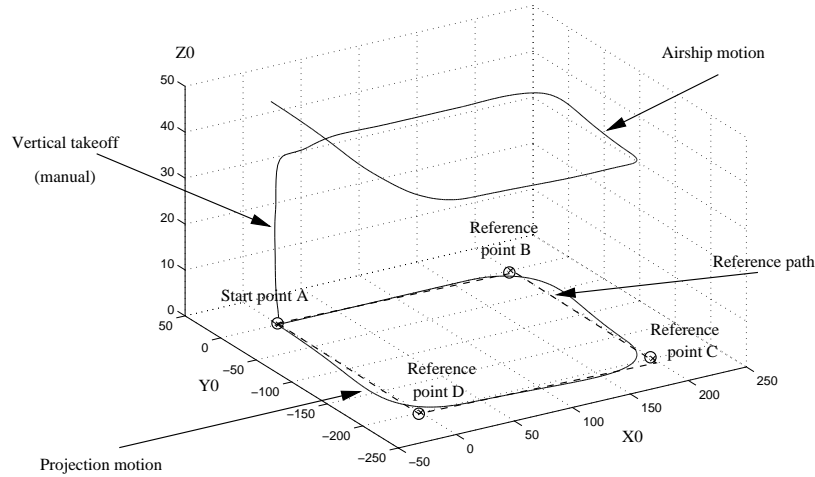 Z0
50
40
30
20
10
0
Airship motion
Vertical takeoff
(manual)
Reference
point B
Reference path
Start point A
Reference
point C
Reference
point D
50
0
−50
−100
−150
−200
−250
Y0
−50
0
50
100
150
200
250
X0
Projection motion